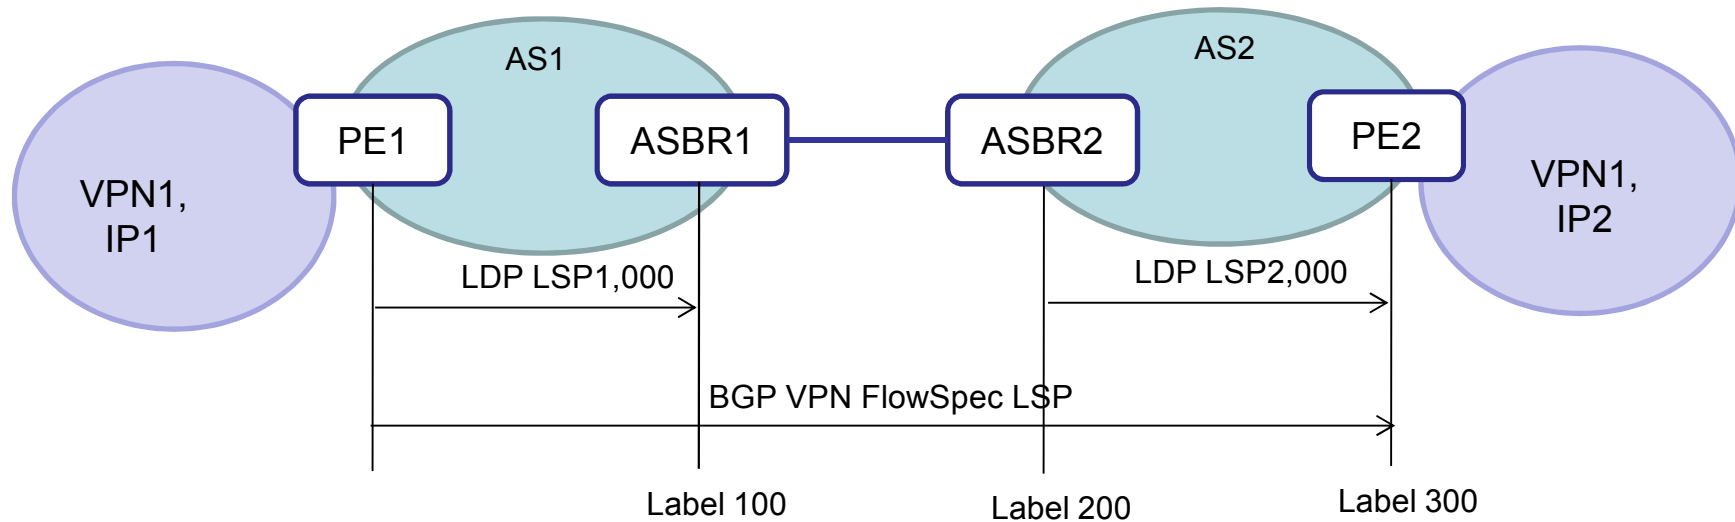 AS1
AS2
PE1
ASBR1
ASBR2
PE2
VPN1,
IP1
VPN1,
IP2
LDP LSP1,000
LDP LSP2,000
BGP VPN FlowSpec LSP
Label 100
Label 200
Label 300